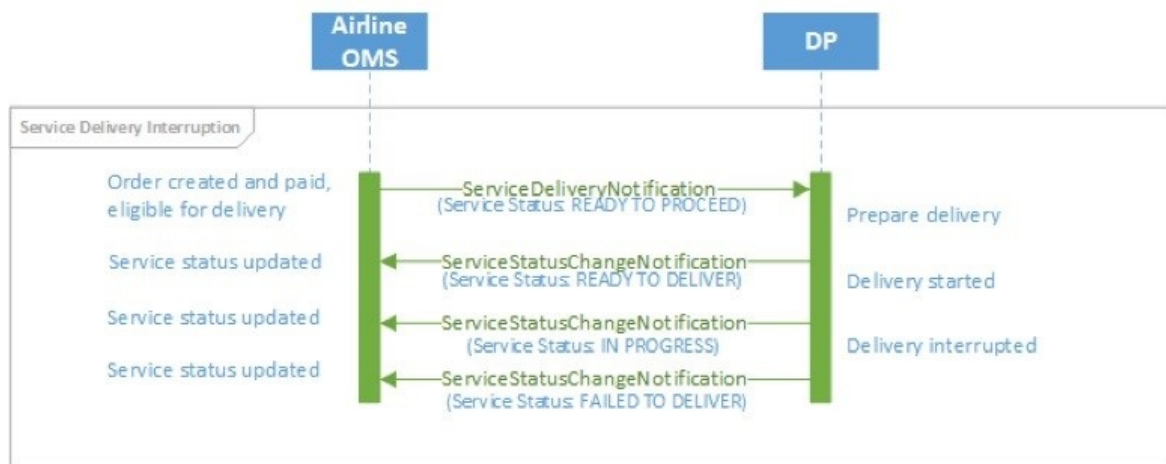 Airline
OMS
DP
Service Delivery Interruption
Order created and paid,
eligible for delivery
ServiceDeliveryNotification
(Service Status: READY TO PROCEED)
Prepare delivery
Service status updated
ServiceStatusChangeNotification
(Service Status: READY TO DELIVER)
Delivery started
Service status updated
ServiceStatusChangeNotification
(Service Status: IN PROGRESS)
Delivery interrupted
Service status updated
ServiceStatusChangeNotification
(Service Status: FAILED TO DELIVER)